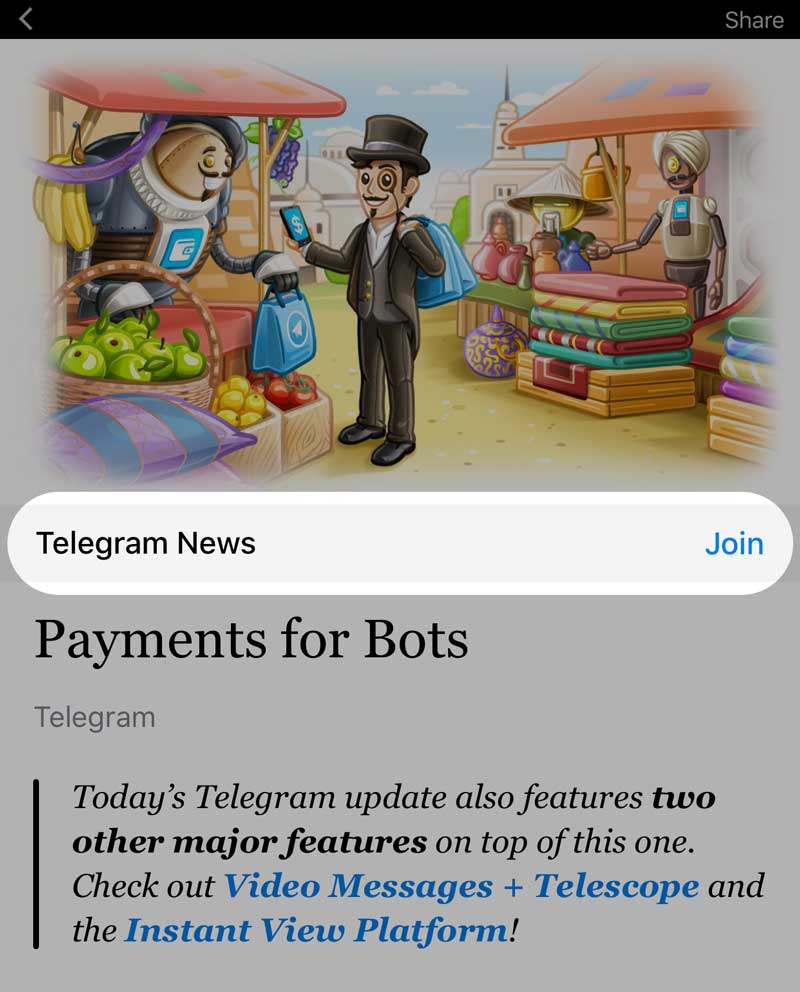 Share
$
Telegram News
Join
Payments for Bots
Telegram
Today’s Telegram update also features two
other major features on top of this one.
Check out Video Messages + Telescope and
the Instant View Platform!